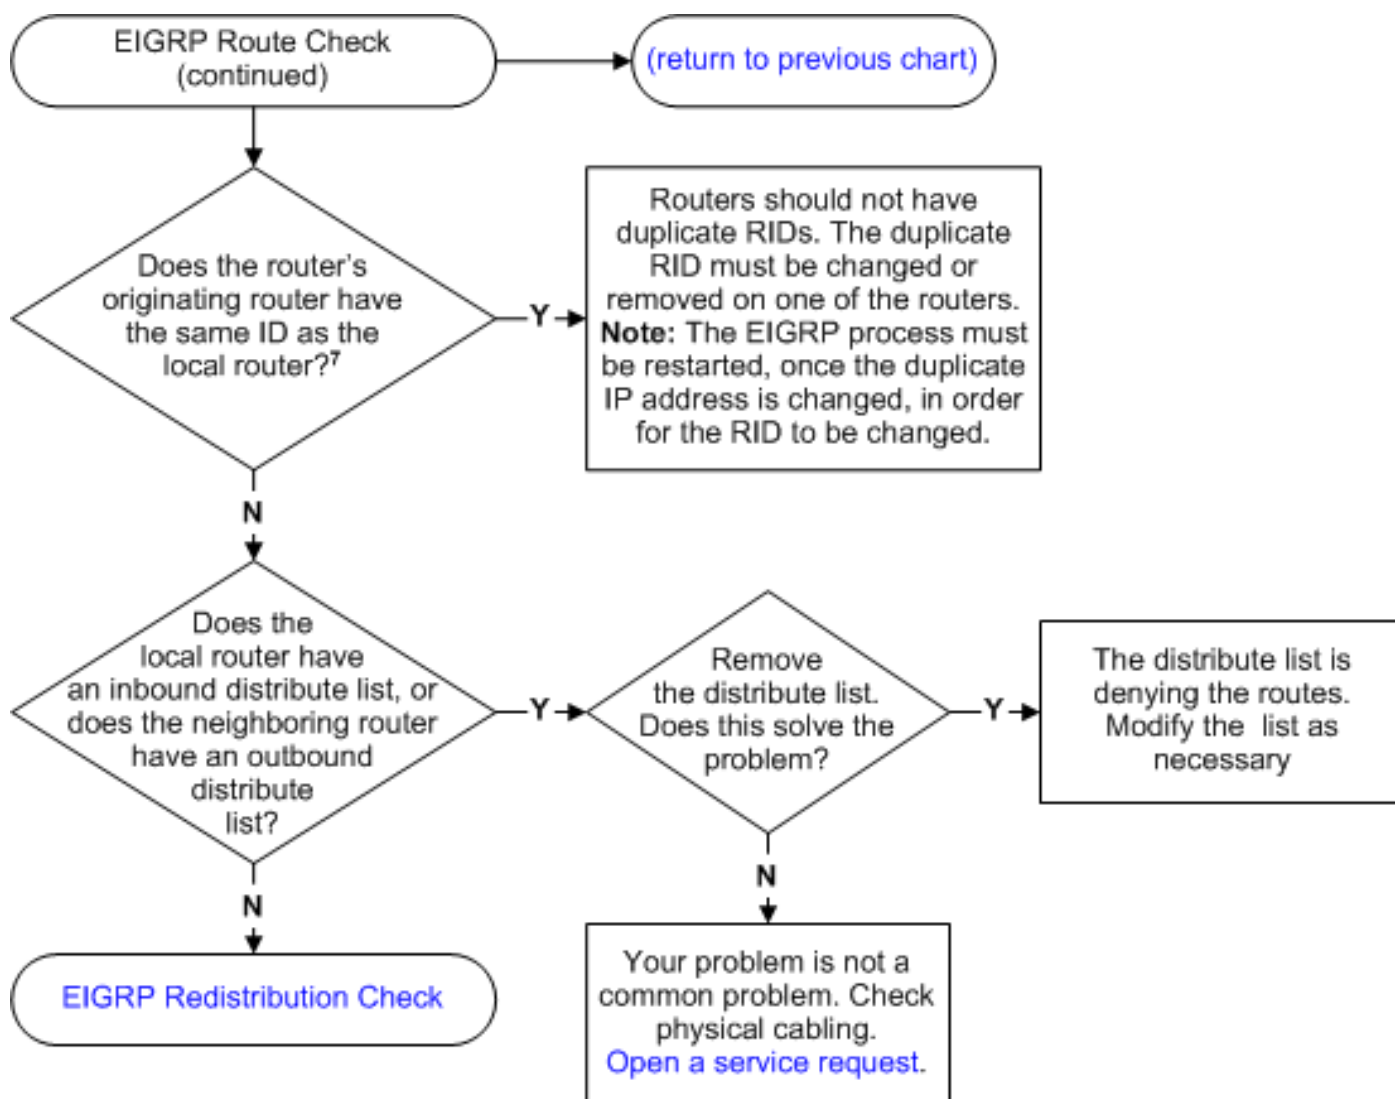 EIGRP Route Check
(continued)
(return to previous chart)
Does the router's
originating router have
the same ID as the
local router?⁷
Y
Routers should not have
duplicate RIDs. The duplicate
RID must be changed or
removed on one of the routers.
Note: The EIGRP process must
be restarted, once the duplicate
IP address is changed, in order
for the RID to be changed.
N
Does the
local router have
an inbound distribute list, or
does the neighboring router
have an outbound
distribute
list?
Y
Remove
the distribute list.
Does this solve the
problem?
Y
The distribute list is
denying the routes.
Modify the list as
necessary
N
N
EIGRP Redistribution Check
Your problem is not a
common problem. Check
physical cabling.
Open a service request.